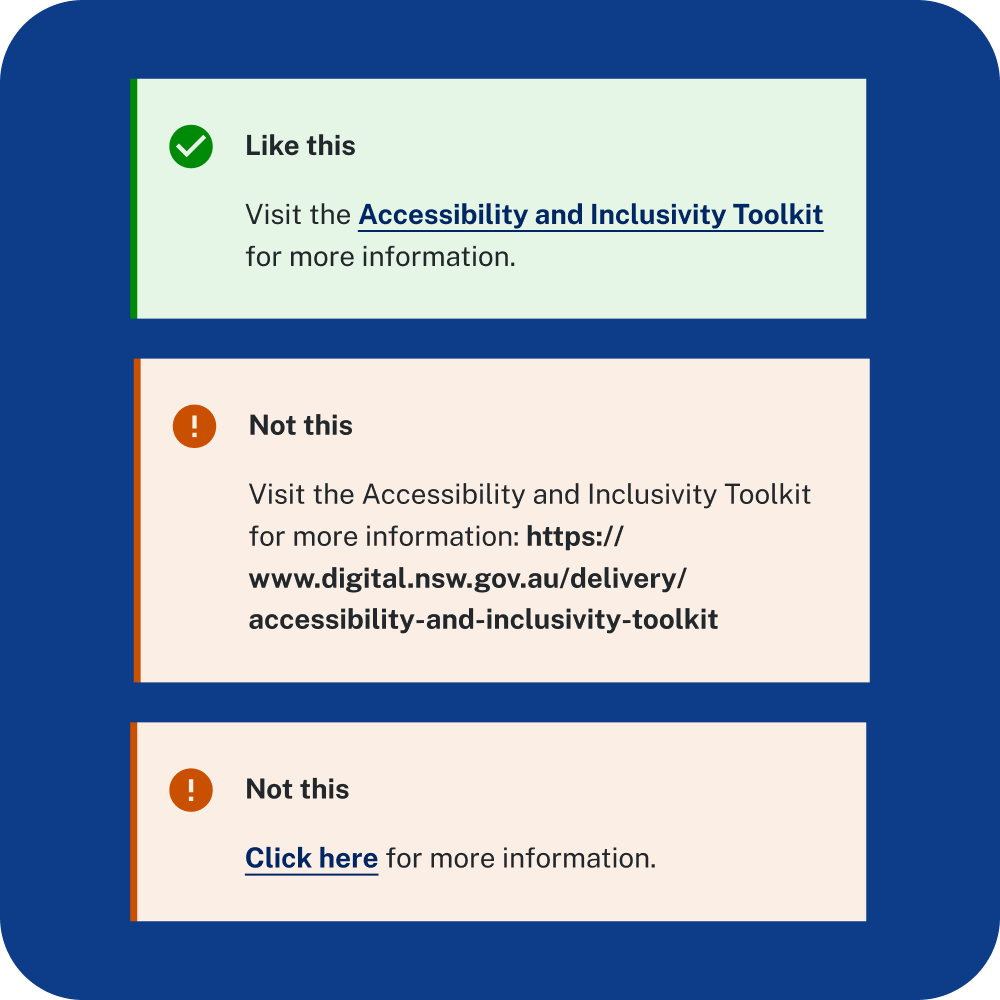 Like this
Visit the Accessibility and Inclusivity Toolkit
for more information.
Not this
Visit the Accessibility and Inclusivity Toolkit
for more information: https://
www.digital.nsw.gov.au/delivery/
accessibility-and-inclusivity-toolkit
Not this
Click here for more information.